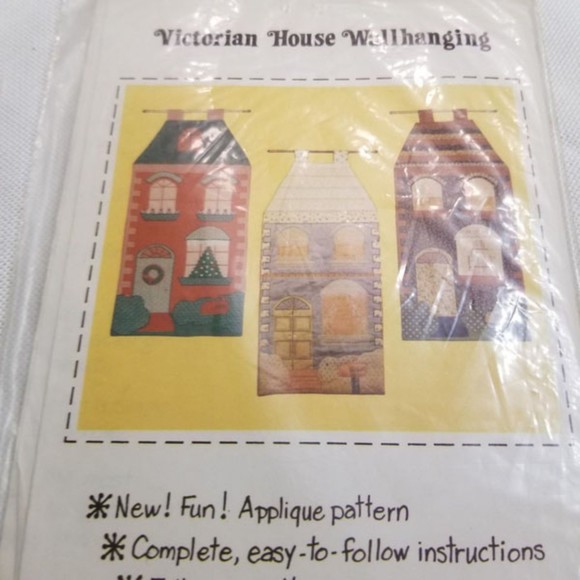 Victorian House Wallhanging
*New! Fun! Applique pattern
*Complete, easy-to-follow instructions